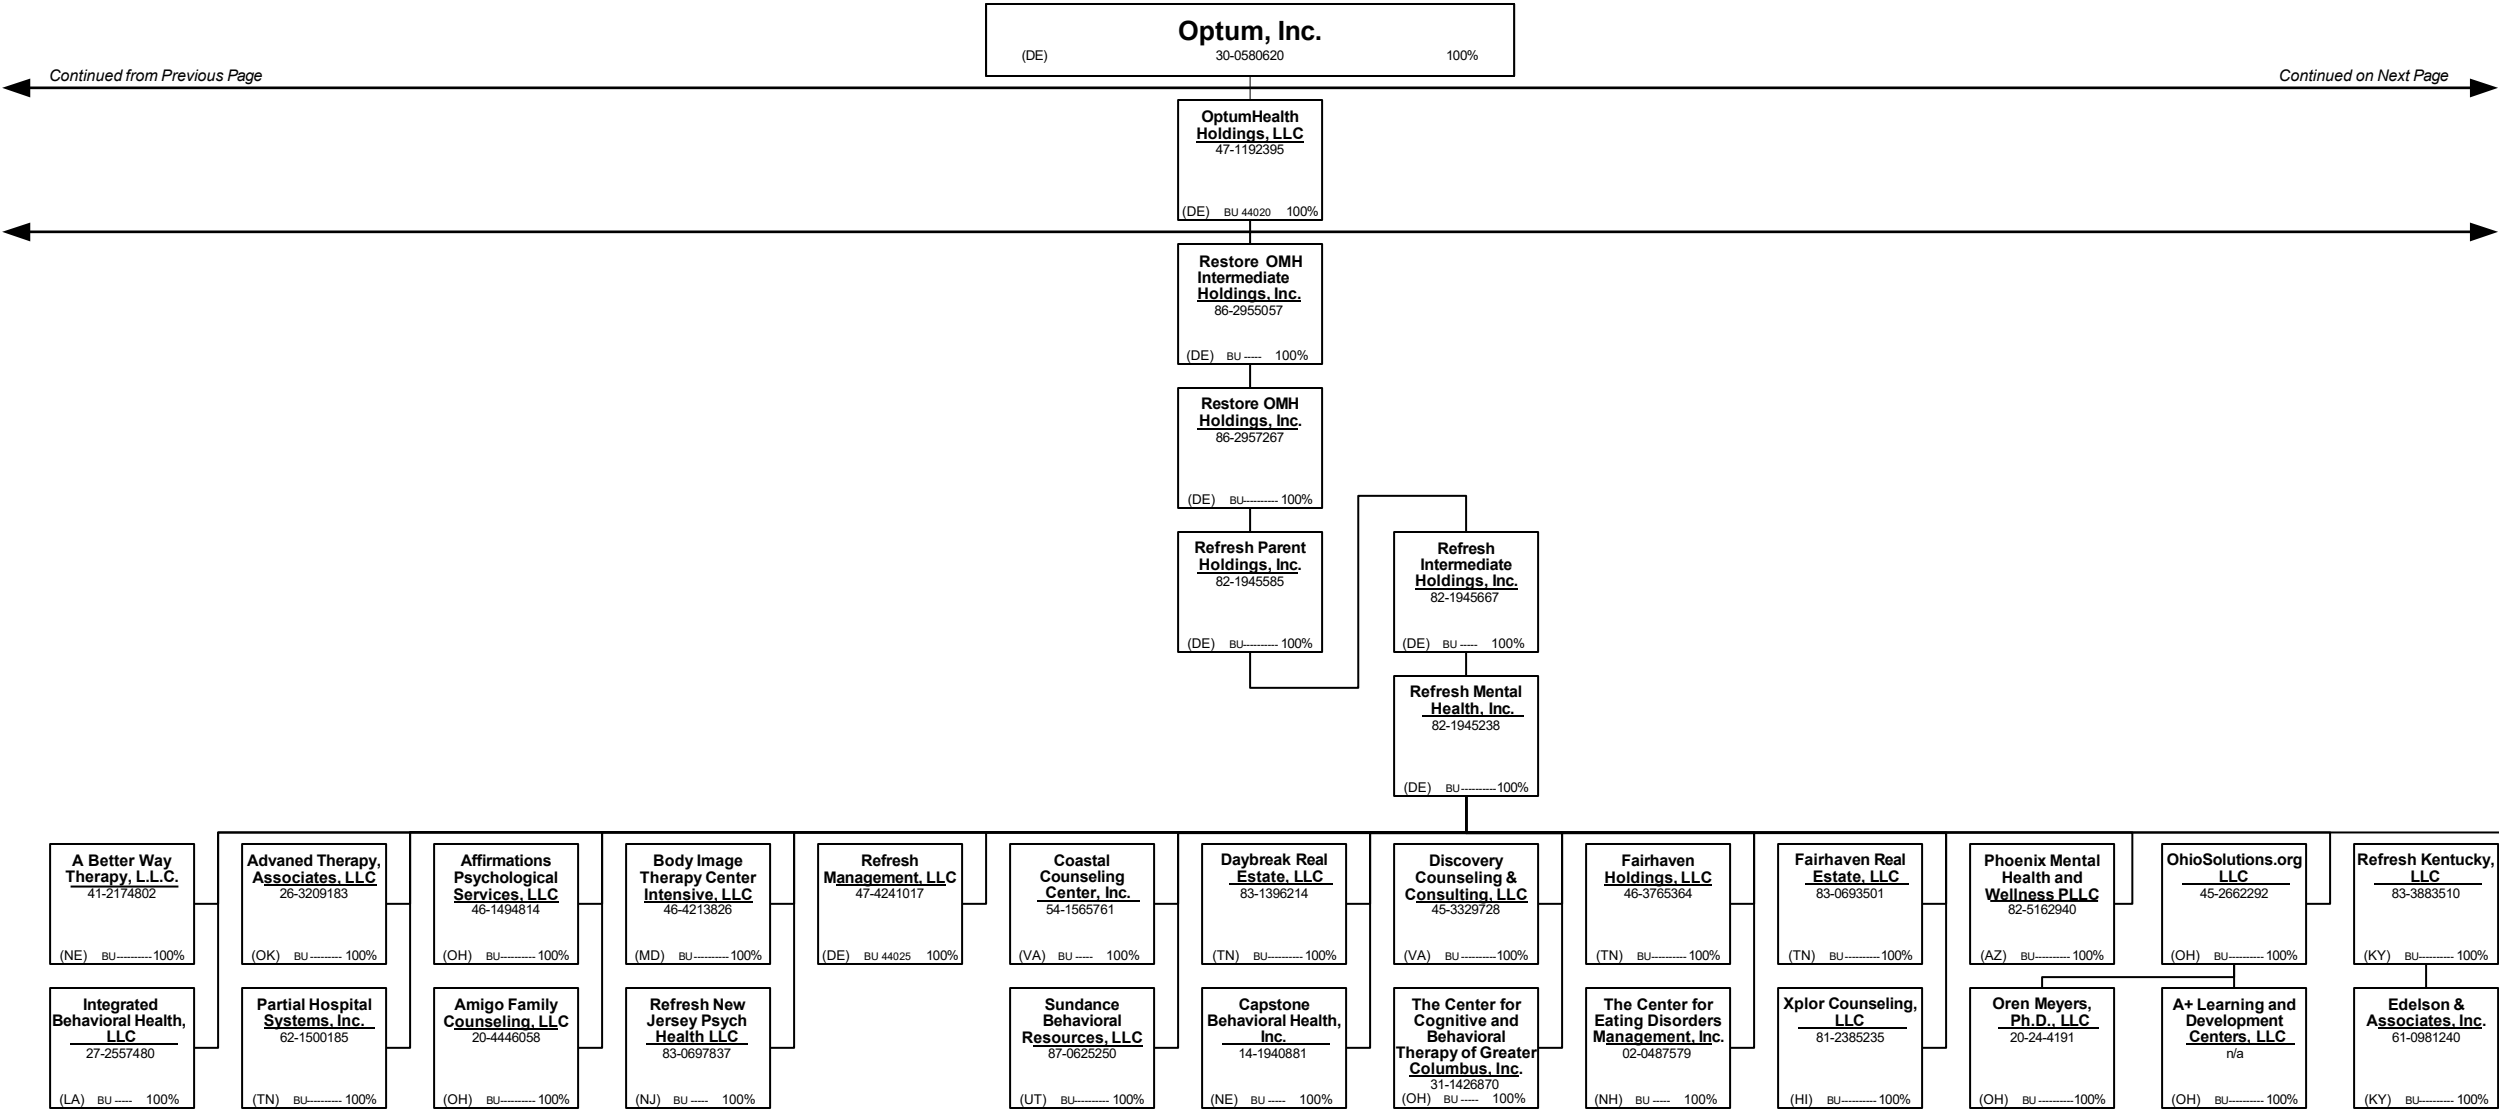 Optum, Inc.
(DE) 30-0580620 100%
Continued from Previous Page
Continued on Next Page
OptumHealth
Holdings, LLC
47-1192395
(DE) BU 44020 100%
Restore OMH
Intermediate
Holdings, Inc.
86-2955057
(DE) BU ----- 100%
Restore OMH
Holdings, Inc.
86-2957267
(DE) BU---------- 100%
Refresh Parent
Holdings, Inc.
82-1945585
(DE) BU---------- 100%
Refresh
Intermediate
Holdings, Inc.
82-1945667
(DE) BU ----- 100%
Refresh Mental
Health, Inc.
82-1945238
(DE) BU----------100%
A Better Way
Therapy, L.L.C.
41-2174802
(NE) BU----------100%
Advaned Therapy,
Associates, LLC
26-3209183
(OK) BU --------- 100%
Affirmations
Psychological
Services, LLC
46-1494814
(OH) BU---------- 100%
Body Image
Therapy Center
Intensive, LLC
46-4213826
(MD) BU----------100%
Refresh
Management, LLC
47-4241017
(DE) BU 44025 100%
Coastal
Counseling
Center, Inc.
54-1565761
(VA) BU ----- 100%
Daybreak Real
Estate, LLC
83-1396214
(TN) BU---------- 100%
Discovery
Counseling &
Consulting, LLC
45-3329728
(VA) BU----------100%
Fairhaven
Holdings, LLC
46-3765364
(TN) BU---------- 100%
Fairhaven Real
Estate, LLC
83-0693501
(TN) BU----------100%
Phoenix Mental
Health and
Wellness PLLC
82-5162940
(AZ) BU---------- 100%
OhioSolutions.org
LLC
45-2662292
(OH) BU---------- 100%
Refresh Kentucky,
LLC
83-3883510
(KY) BU---------- 100%
Integrated
Behavioral Health,
LLC
27-2557480
(LA) BU ----- 100%
Partial Hospital
Systems, Inc.
62-1500185
(TN) BU---------- 100%
Amigo Family
Counseling, LLC
20-4446058
(OH) BU---------- 100%
Refresh New
Jersey Psych
Health LLC
83-0697837
(NJ) BU ----- 100%
Sundance
Behavioral
Resources, LLC
87-0625250
(UT) BU---------- 100%
Capstone
Behavioral Health,
Inc.
14-1940881
(NE) BU ----- 100%
The Center for
Cognitive and
Behavioral
Therapy of Greater
Columbus, Inc.
31-1426870
(OH) BU ----- 100%
The Center for
Eating Disorders
Management, Inc.
02-0487579
(NH) BU ----- 100%
Xplor Counseling,
LLC
81-2385235
(HI) BU---------- 100%
Oren Meyers,
Ph.D., LLC
20-24-4191
(OH) BU---------- 100%
A+ Learning and
Development
Centers, LLC
n/a
(OH) BU---------- 100%
Edelson &
Associates, Inc.
61-0981240
(KY) BU---------- 100%